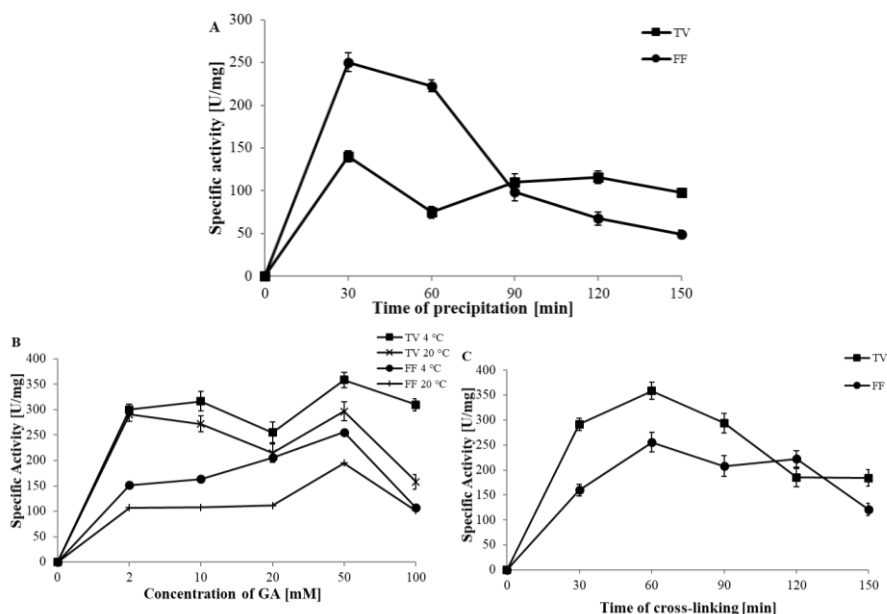 A
TV
FF
Specific activity [U/mg]
300
250
200
150
100
50
0
0 30 60 90 120 150
Time of precipitation [min]
B
TV 4 °C
TV 20 °C
FF 4 °C
FF 20 °C
Specific Activity [U/mg]
400
350
300
250
200
150
100
50
0
0 2 10 20 50 100
Concentration of GA [mM]
C
TV
FF
Specific Activity [U/mg]
400
350
300
250
200
150
100
50
0
0 30 60 90 120 150
Time of cross-linking [min]